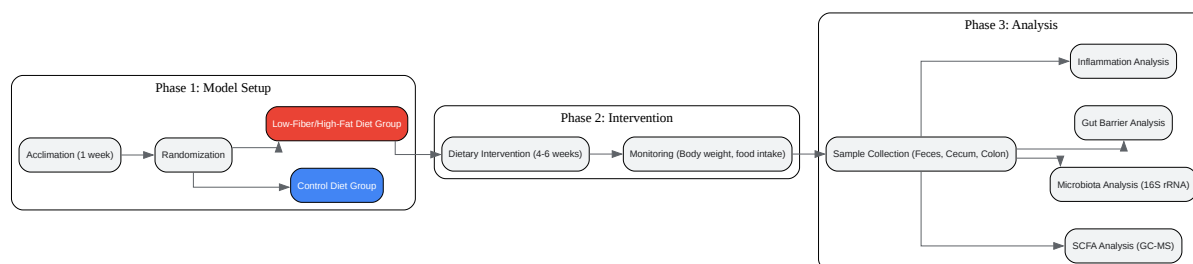 Phase 1: Model Setup
Acclimation (1 week)
Randomization
Low-Fiber/High-Fat Diet Group
Control Diet Group
Phase 2: Intervention
Dietary Intervention (4-6 weeks)
Monitoring (Body weight, food intake)
Phase 3: Analysis
Sample Collection (Feces, Cecum, Colon)
Inflammation Analysis
Gut Barrier Analysis
Microbiota Analysis (16S rRNA)
SCFA Analysis (GC-MS)